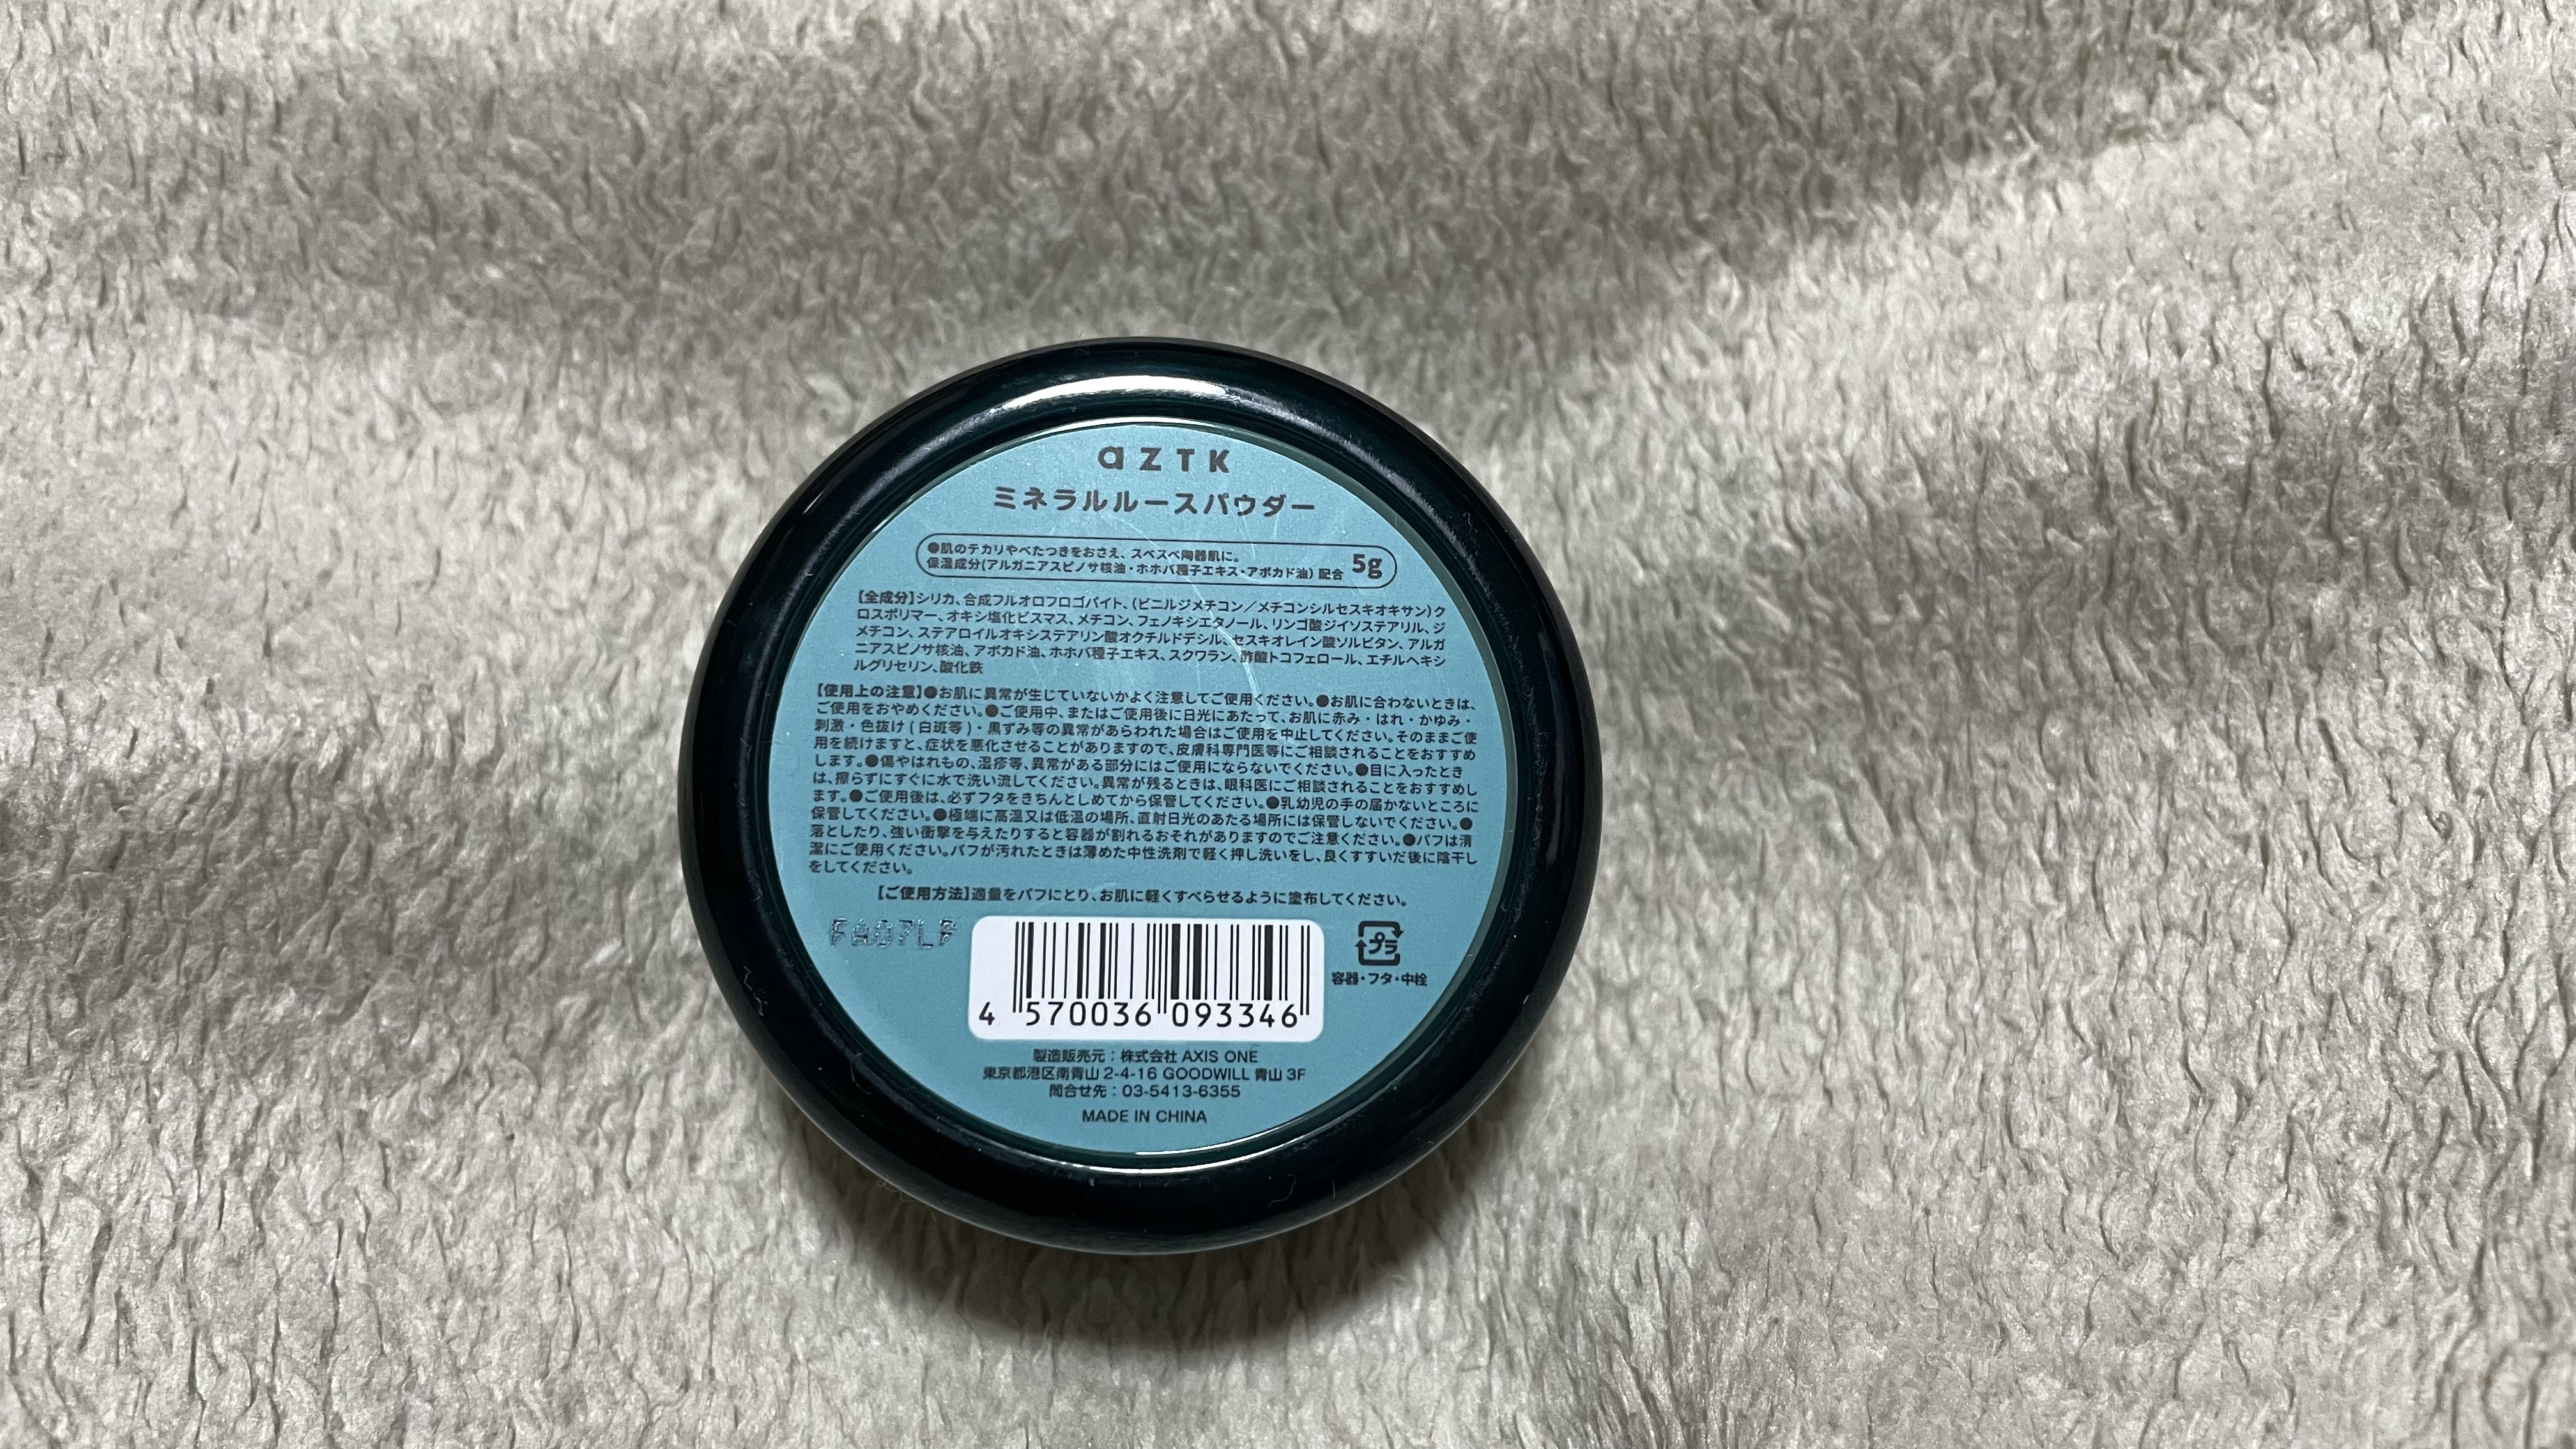 aZTK
ミネラルルースパウダー
●肌のテカリやべたつきをおさえ、スベスベ陶器肌に。
保湿成分(アルガニアスピノサ核油・ホホバ種子エキス・アボカド油)配合
5g
【全成分】シリカ、合成フルオロフロゴパイト、(ビニルジメチコン/メチコンシルセスキオキサン)ク
ロスポリマー、オキシ塩化ビスマス、メチコン、フェノキシエタノール、リンゴ酸ジイソステアリル、ジ
メチコン、ステアロイルオキシステアリン酸オクチルドデシル、セスキオレイン酸ソルビタン、アルガ
ニアスピノサ核油、アボカド油、ホホバ種子エキス、スクワラン、酢酸トコフェロール、エチルヘキシ
ルグリセリン、酸化鉄
【使用上の注意】●お肌に異常が生じていないかよく注意してご使用ください。●お肌に合わないときは、
ご使用をおやめください。●ご使用中、またはご使用後に日光にあたって、お肌に赤み・はれ・かゆみ・
刺激・色抜け(白斑等)・黒ずみ等の異常があらわれた場合はご使用を中止してください。そのままご使
用を続けますと、症状を悪化させることがありますので、皮膚科専門医等にご相談されることをおすすめ
します。●傷やはれもの、湿疹等、異常がある部分にはご使用にならないでください。●目に入ったとき
は、擦らずにすぐに水で洗い流してください。異常が残るときは、眼科医にご相談されることをおすすめし
ます。●ご使用後は、必ずフタをきちんとしめてから保管してください。●乳幼児の手の届かないところに
保管してください。●極端に高温又は低温の場所、直射日光のあたる場所には保管しないでください。●
落としたり、強い衝撃を与えたりすると容器が割れるおそれがありますのでご注意ください。●パフは清
潔にご使用ください。パフが汚れたときは薄めた中性洗剤で軽く押し洗いをし、良くすすいだ後に陰干し
をしてください。
【ご使用方法】適量をパフにとり、お肌に軽くすべらせるように塗布してください。
FA07LP
プラ
容器・フタ・中栓
4 570036 093346
製造販売元:株式会社 AXIS ONE
東京都港区南青山 2-4-16 GOODWILL 青山 3F
問合せ先:03-5413-6355
MADE IN CHINA